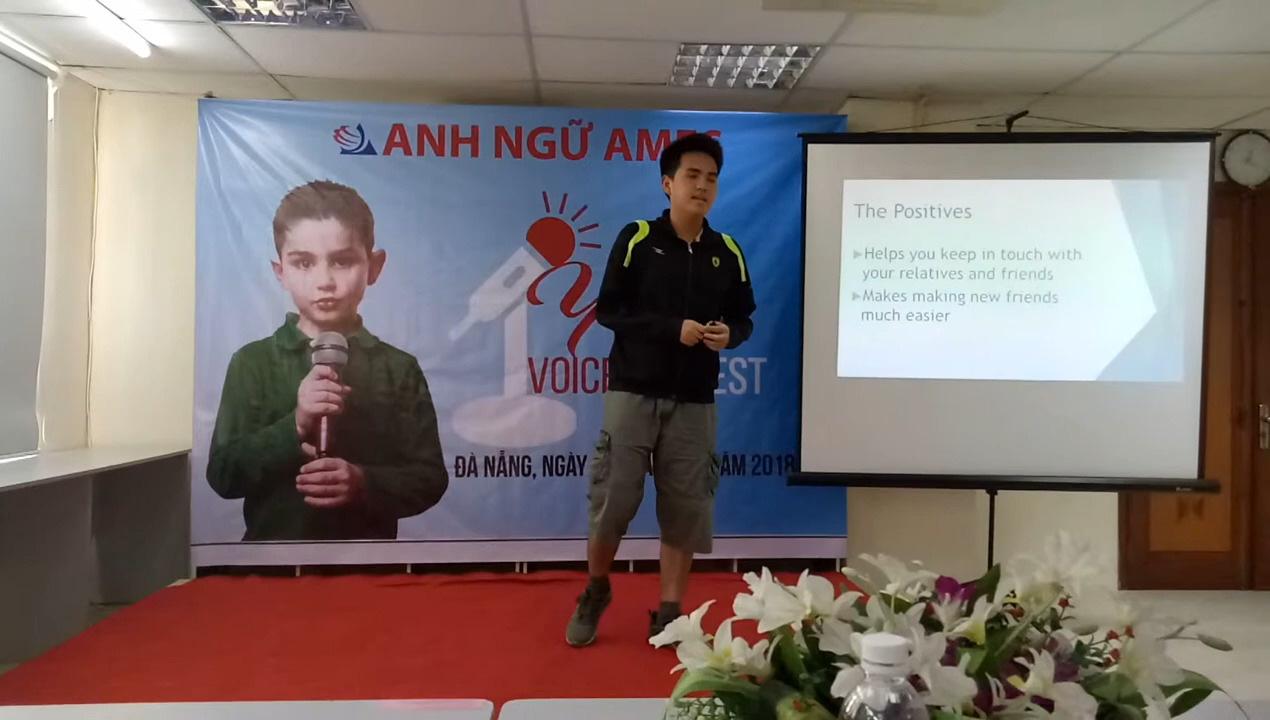 ANH NGỮ AMES
VOICE
EST
ĐÀ NẴNG, NGÀY
NĂM 2018
The Positives
Helps you keep in touch with
your relatives and friends
Makes making new friends
much easier